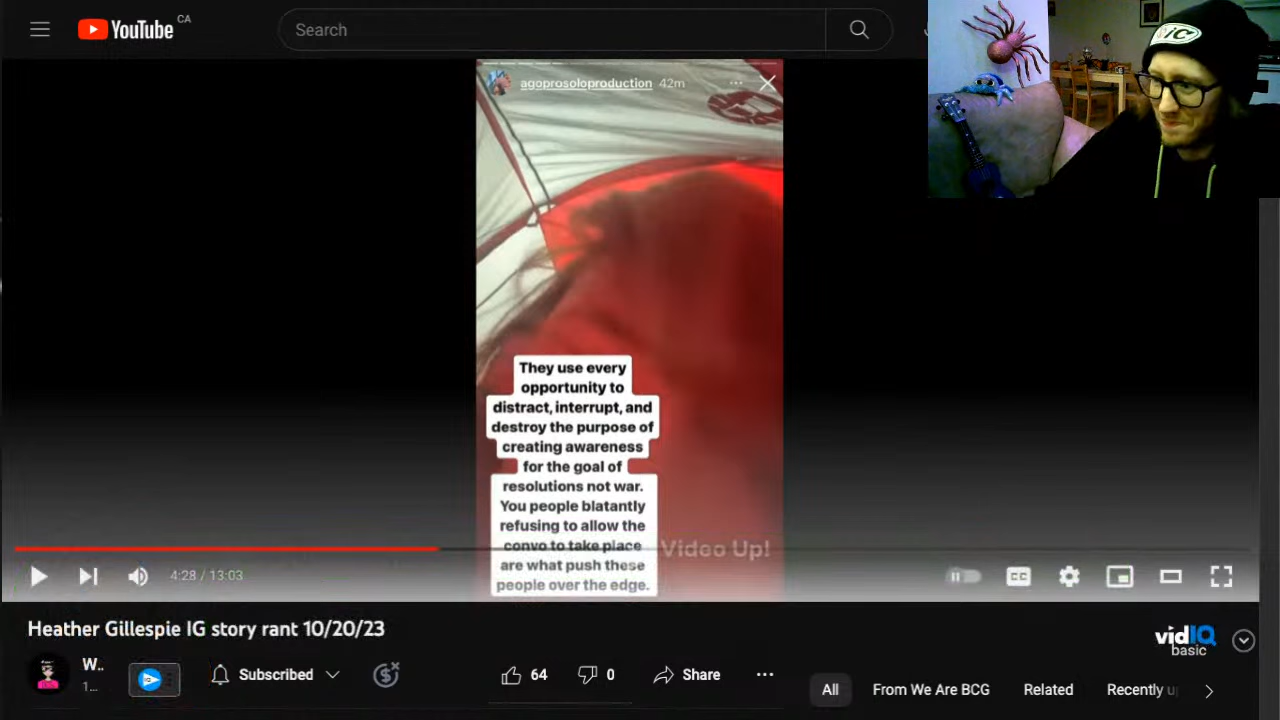 YouTube CA
Search
agoprosoloproduction 42m
They use every
opportunity to
distract, interrupt, and
destroy the purpose of
creating awareness
for the goal of
resolutions not war.
You people blatantly
refusing to allow the
convo to take place
are what push these
people over the edge.
Video Up!
4:28 / 13:03
CC
Heather Gillespie IG story rant 10/20/23
vidIQ
basic
W..
1...
Subscribed
64
0
Share
All
From We Are BCG
Related
Recently u